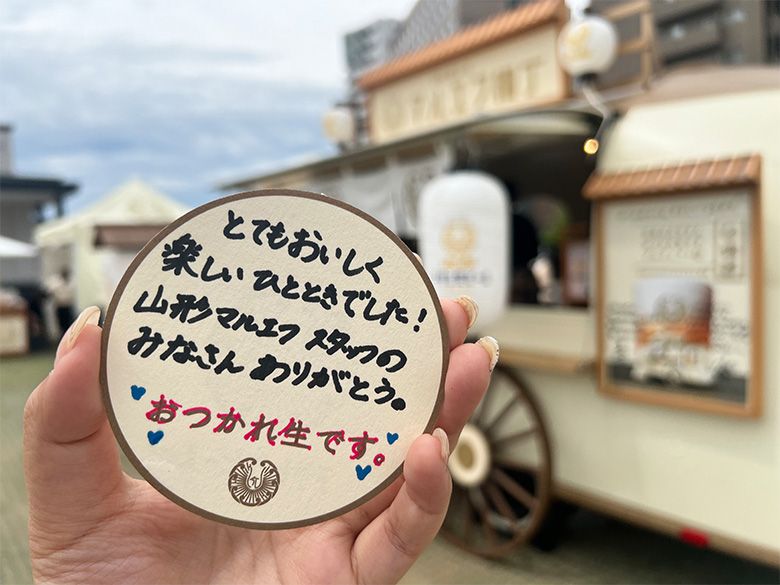 とてもおいしく
楽しいひとときでした！
山形マルエフ スタッフの
みなさん ありがとう。
おつかれ生です。